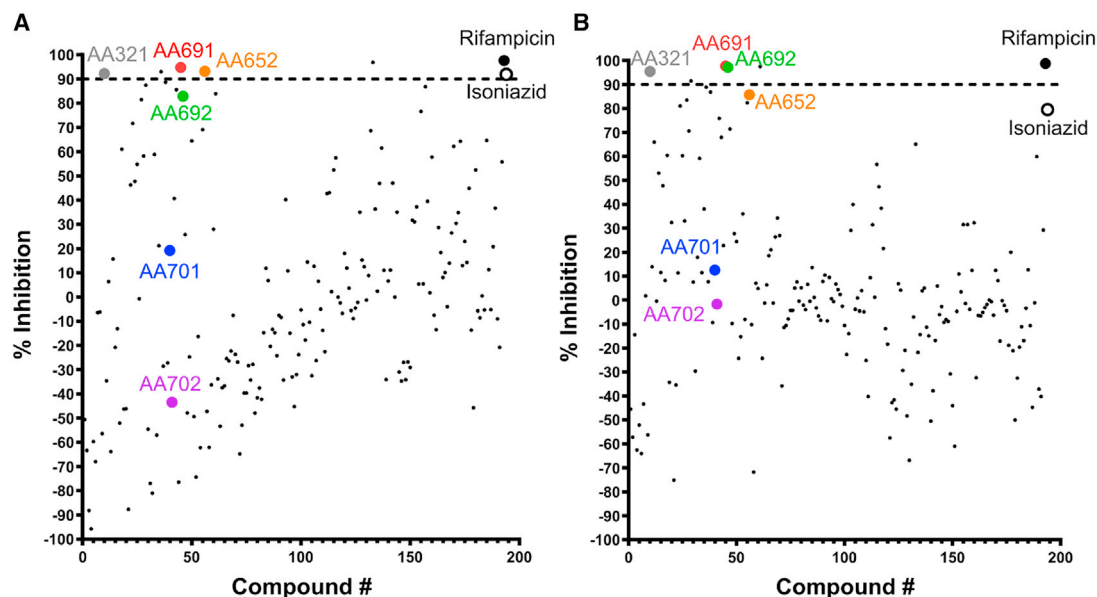 A
Rifampicin
AA691
AA321
AA652
Isoniazid
AA692
AA701
AA702
% Inhibition
100
90
80
70
60
50
40
30
20
10
0
-10
-20
-30
-40
-50
-60
-70
-80
-90
-100
0
50
100
150
200
Compound #
B
Rifampicin
AA691
AA692
AA321
AA652
Isoniazid
AA701
AA702
% Inhibition
100
90
80
70
60
50
40
30
20
10
0
-10
-20
-30
-40
-50
-60
-70
-80
-90
-100
0
50
100
150
200
Compound #